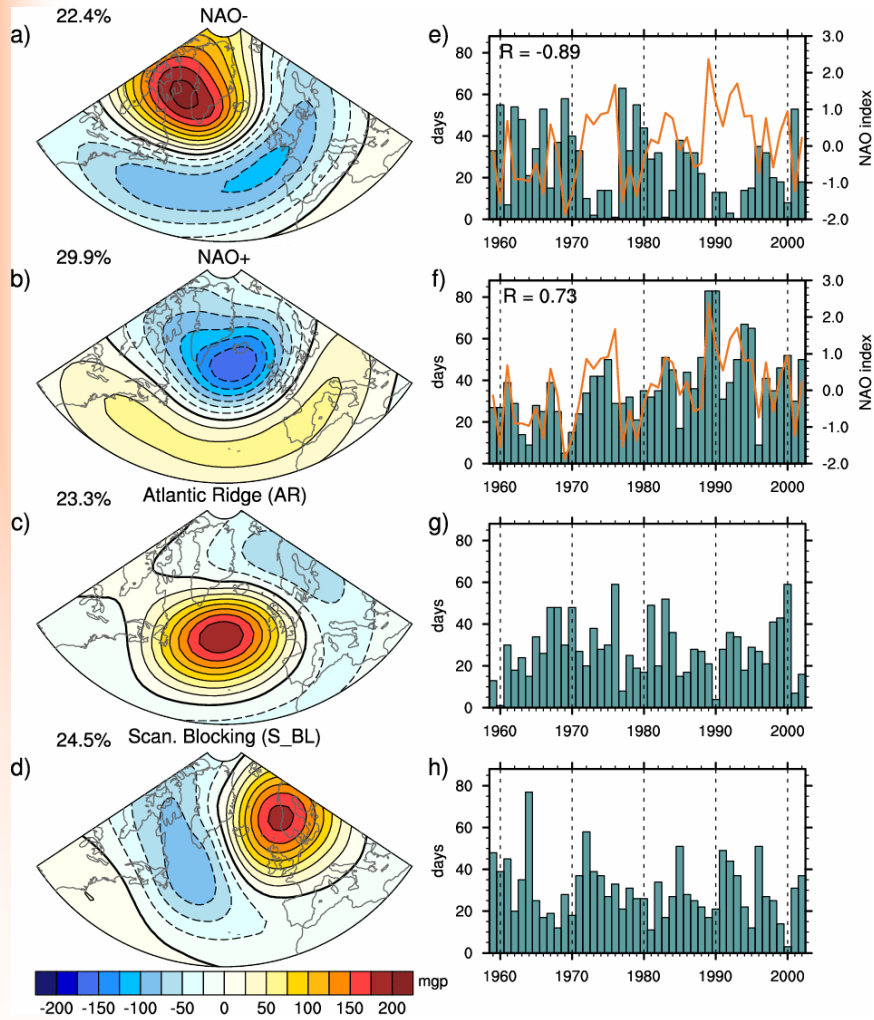 22.4%
NAO-
a)
29.9%
NAO+
b)
23.3%
Atlantic Ridge (AR)
c)
24.5%
Scan. Blocking (S_BL)
d)
mgp
-200 -150 -100 -50 0 50 100 150 200
e)
R = -0.89
80
60
40
20
0
days
3.0
2.0
1.0
0.0
-1.0
-2.0
NAO index
1960 1970 1980 1990 2000
f)
R = 0.73
80
60
40
20
0
days
3.0
2.0
1.0
0.0
-1.0
-2.0
NAO index
1960 1970 1980 1990 2000
g)
80
60
40
20
0
days
1960 1970 1980 1990 2000
h)
80
60
40
20
0
days
1960 1970 1980 1990 2000